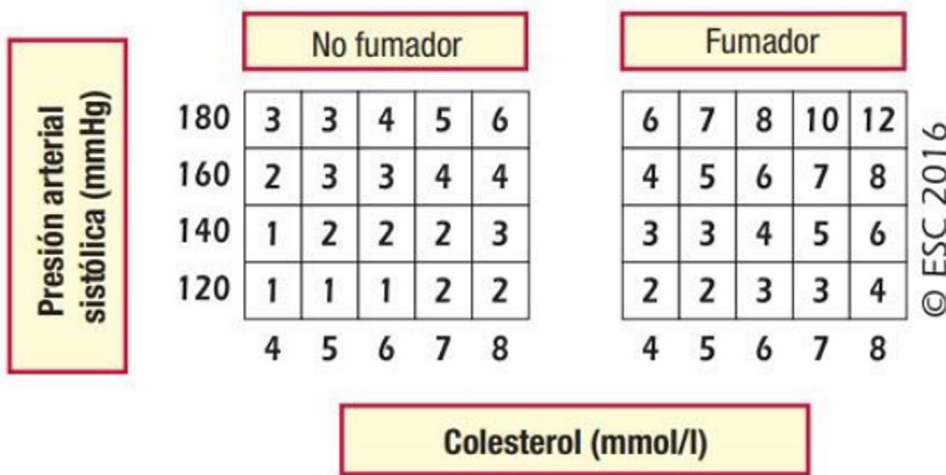 No fumador
Fumador
Presión arterial
sistólica (mmHg)
180 3 3 4 5 6 6 7 8 10 12
160 2 3 3 4 4 4 5 6 7 8
140 1 2 2 2 3 3 3 4 5 6
120 1 1 1 2 2 2 2 3 3 4
4 5 6 7 8 4 5 6 7 8
Colesterol (mmol/l)
© ESC 2016